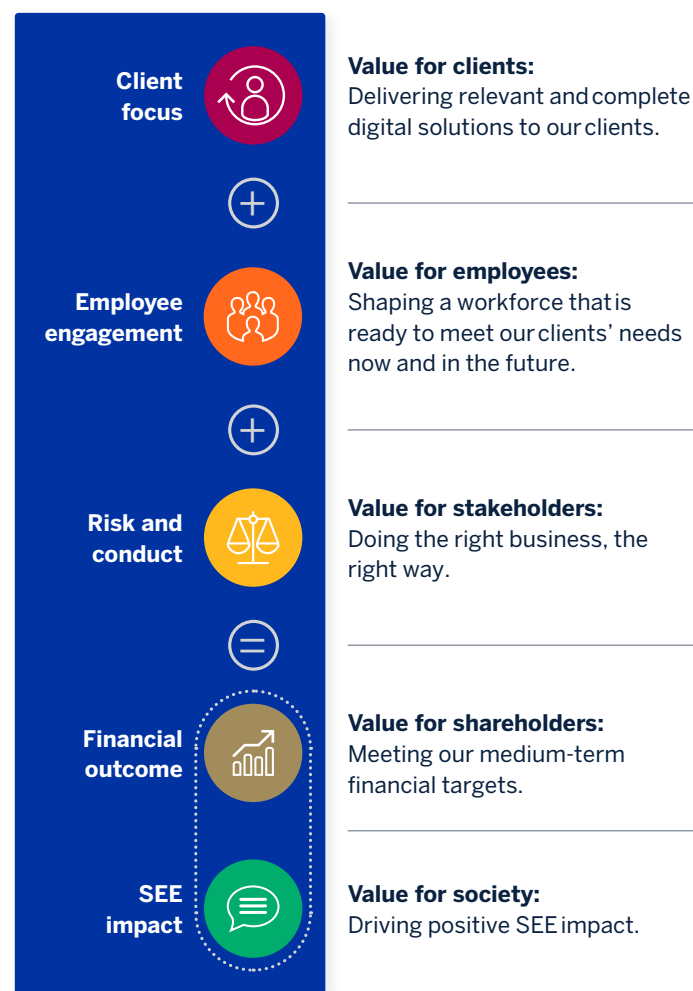 Client
focus
Value for clients:
Delivering relevant and complete
digital solutions to our clients.
Employee
engagement
Value for employees:
Shaping a workforce that is
ready to meet our clients’ needs
now and in the future.
Risk and
conduct
Value for stakeholders:
Doing the right business, the
right way.
Financial
outcome
Value for shareholders:
Meeting our medium-term
financial targets.
SEE
impact
Value for society:
Driving positive SEE impact.